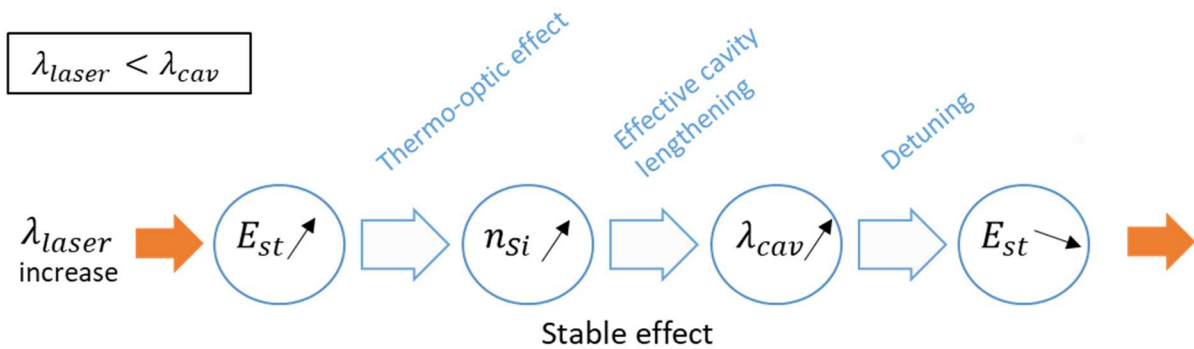 λ_laser < λ_cav
Thermo-optic effect
Effective cavity
lengthening
Detuning
λ_laser
increase
E_st
n_Si
λ_cav
E_st
Stable effect